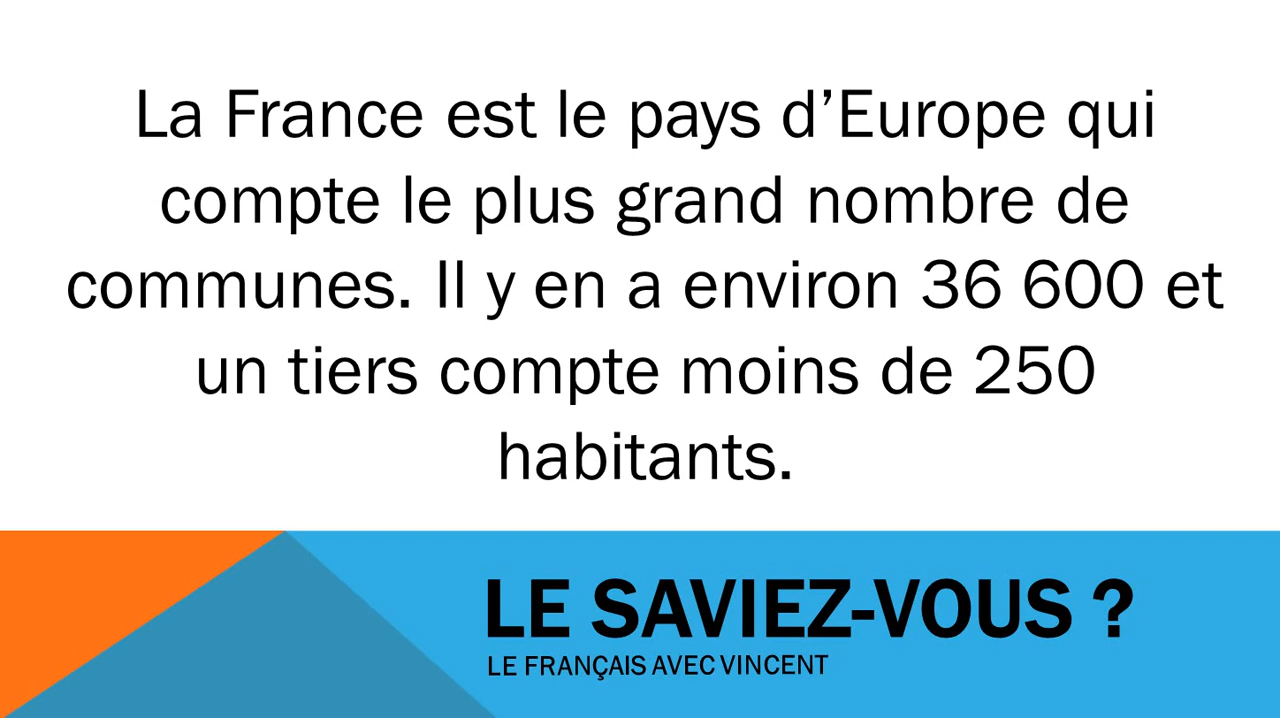 La France est le pays d’Europe qui
compte le plus grand nombre de
communes. Il y en a environ 36 600 et
un tiers compte moins de 250
habitants.
LE SAVIEZ-VOUS ?
LE FRANÇAIS AVEC VINCENT